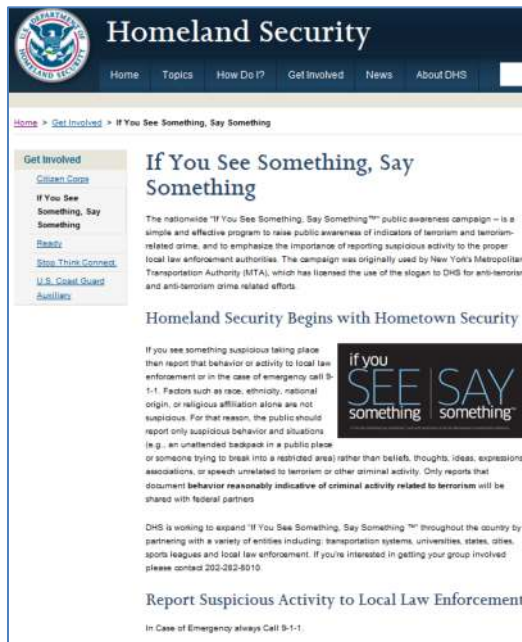 U.S. DEPARTMENT OF
HOMELAND SECURITY
Homeland Security
Home Topics How Do I? Get Involved News About DHS
Home > Get Involved > If You See Something, Say Something
Get Involved
Citizen Corps
If You See
Something, Say
Something
Ready
Stop Think Connect
U.S. Coast Guard
Auxiliary
If You See Something, Say
Something
The nationwide "If You See Something, Say Something™" public awareness campaign – is a
simple and effective program to raise public awareness of indicators of terrorism and terrorism-
related crime, and to emphasize the importance of reporting suspicious activity to the proper
local law enforcement authorities. The campaign was originally used by New York's Metropolitan
Transportation Authority (MTA), which has licensed the use of the slogan to DHS for anti-terrorism
and anti-terrorism crime related efforts.
Homeland Security Begins with Hometown Security
If you see something suspicious taking place
then report that behavior or activity to local law
enforcement or in the case of emergency call 9-
1-1. Factors such as race, ethnicity, national
origin, or religious affiliation alone are not
suspicious. For that reason, the public should
report only suspicious behavior and situations
(e.g., an unattended backpack in a public place
or someone trying to break into a restricted area) rather than beliefs, thoughts, ideas, expressions,
associations, or speech unrelated to terrorism or other criminal activity. Only reports that
document behavior reasonably indicative of criminal activity related to terrorism will be
shared with federal partners
if you
SEE SAY
something something™
DHS is working to expand "If You See Something, Say Something ™" throughout the country by
partnering with a variety of entities including: transportation systems, universities, states, cities,
sports leagues and local law enforcement. If you're interested in getting your group involved
please contact 202-282-8010.
Report Suspicious Activity to Local Law Enforcement
In Case of Emergency always Call 9-1-1.